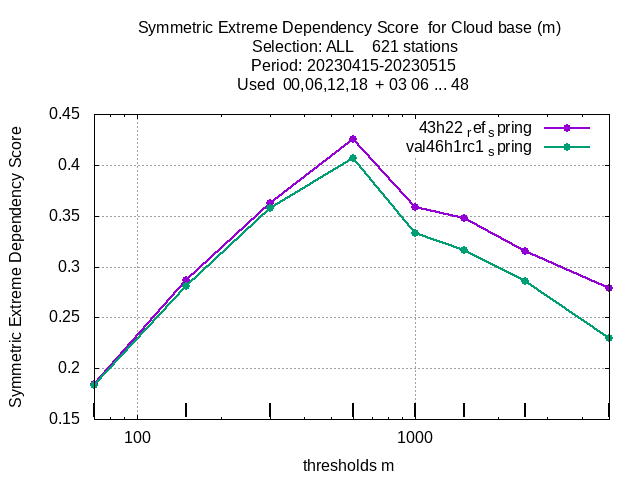 Symmetric Extreme Dependency Score for Cloud base (m)
Selection: ALL 621 stations
Period: 20230415-20230515
Used 00,06,12,18 + 03 06 ... 48
43h22 ref spring
val46h1rc1 spring
Symmetric Extreme Dependency Score
0.45
0.4
0.35
0.3
0.25
0.2
0.15
100 1000
thresholds m